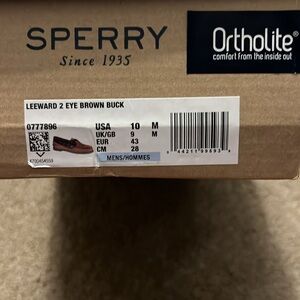 SPERRY
Since 1935
Ortholite®
comfort from the inside out
LEEWARD 2 EYE BROWN BUCK
0777896
USA 10 M
UK/GB 9 M
EUR 43
CM 28
MENS/HOMMES